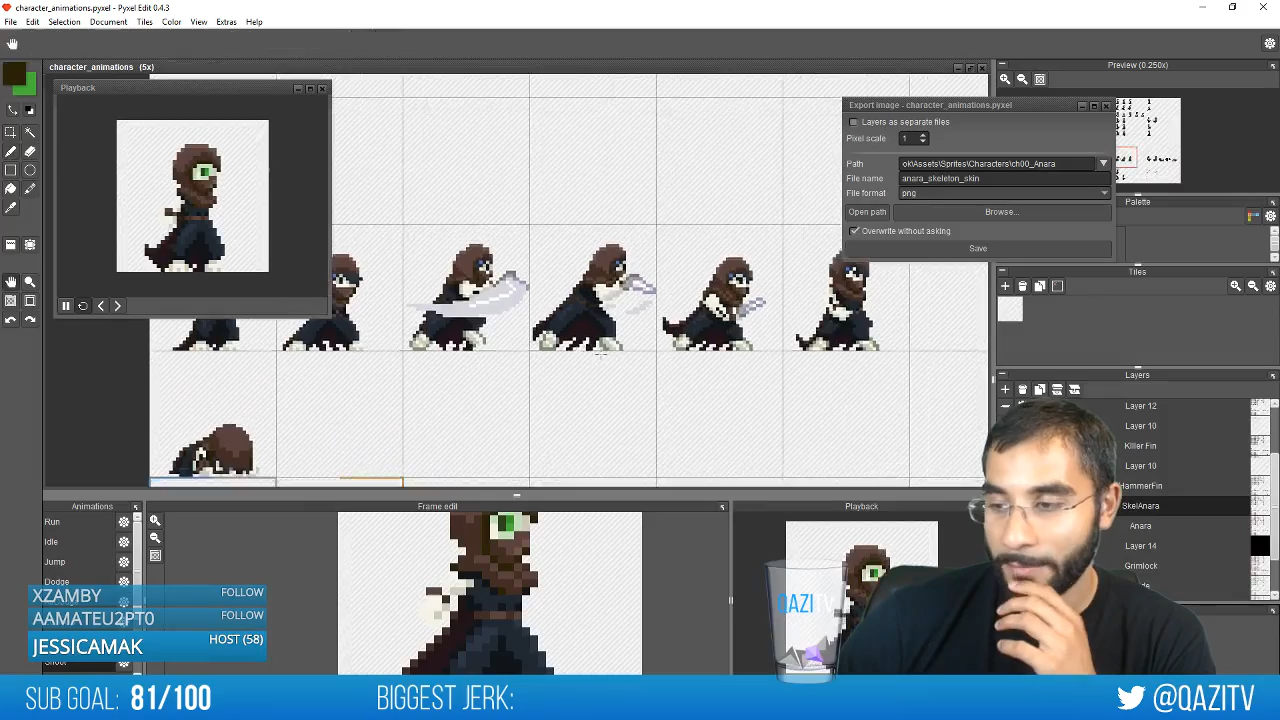 character_animations.pyxel - Pyxel Edit 0.4.3
File Edit Selection Document Tiles Color View Extras Help
character_animations (5x)
Playback
Export image - character_animations.pyxel
Layers as separate files
Pixel scale 1
Path ok\Assets\Sprites\Characters\ch00_Anara
File name anara_skeleton_skin
File format png
Open path Browse...
Overwrite without asking
Save
Preview (0.250x)
Palette
Tiles
Layers
Layer 12
Layer 10
Killer Fin
Layer 10
HammerFin
SkelAnara
Anara
Layer 14
Grimlock
Animations
Run
Idle
Jump
Dodge
Frame edit
Playback
XZAMBY FOLLOW
AAMATEU2PT0 FOLLOW
JESSICAMAK HOST (58)
QAZITV
SUB GOAL: 81/100
BIGGEST JERK:
@QAZITV